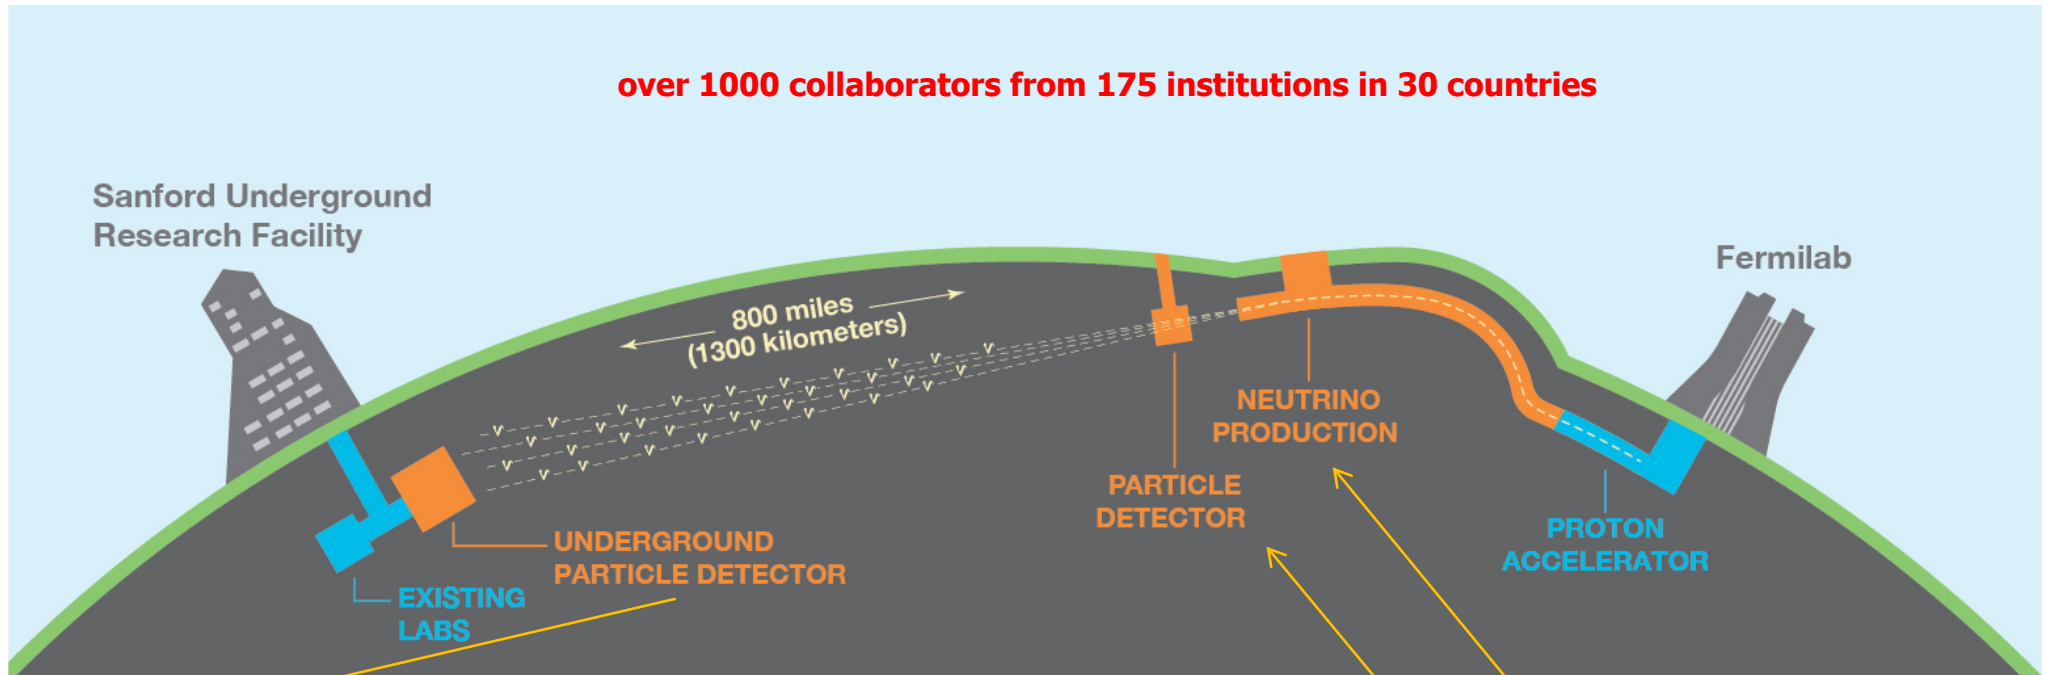 over 1000 collaborators from 175 institutions in 30 countries
Sanford Underground
Research Facility
Fermilab
800 miles
(1300 kilometers)
NEUTRINO
PRODUCTION
PARTICLE
DETECTOR
PROTON
ACCELERATOR
UNDERGROUND
PARTICLE DETECTOR
EXISTING
LABS